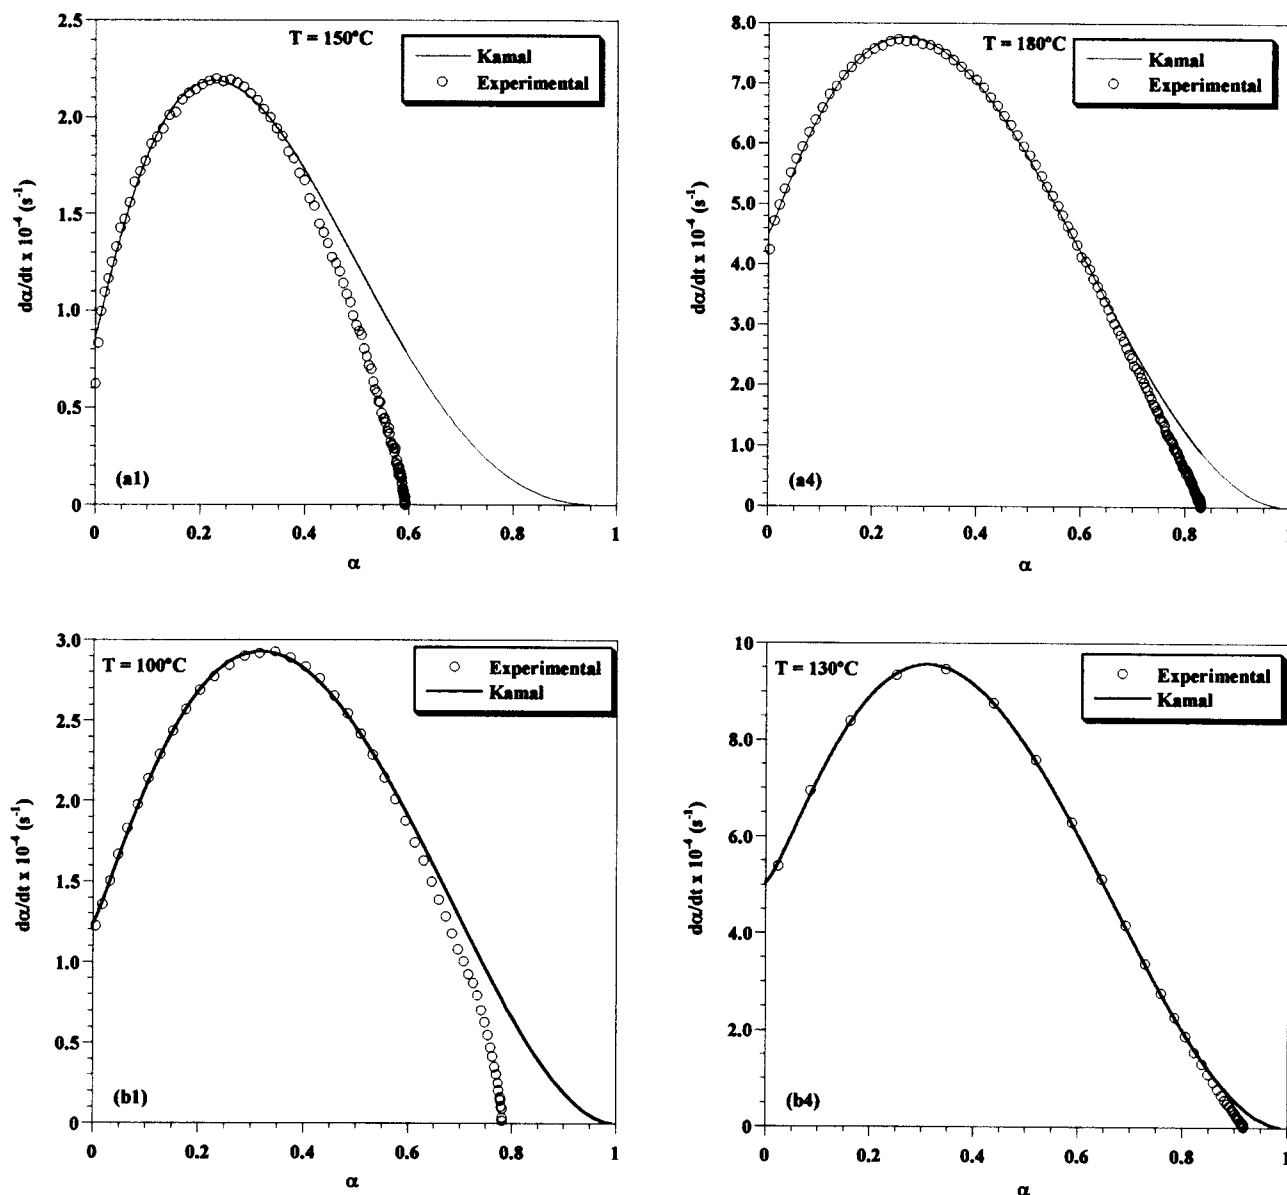 T = 150°C
Kamal
Experimental
2.5
2.0
1.5
1.0
0.5
0
dα/dt x 10⁻⁴ (s⁻¹)
(a1)
0 0.2 0.4 0.6 0.8 1
α
T = 180°C
Kamal
Experimental
8.0
7.0
6.0
5.0
4.0
3.0
2.0
1.0
0
dα/dt x 10⁻⁴ (s⁻¹)
(a4)
0 0.2 0.4 0.6 0.8 1
α
T = 100°C
Experimental
Kamal
3.0
2.5
2.0
1.5
1.0
0.5
0
dα/dt x 10⁻⁴ (s⁻¹)
(b1)
0 0.2 0.4 0.6 0.8 1
α
T = 130°C
Experimental
Kamal
10
8.0
6.0
4.0
2.0
0
dα/dt x 10⁻⁴ (s⁻¹)
(b4)
0 0.2 0.4 0.6 0.8 1
α